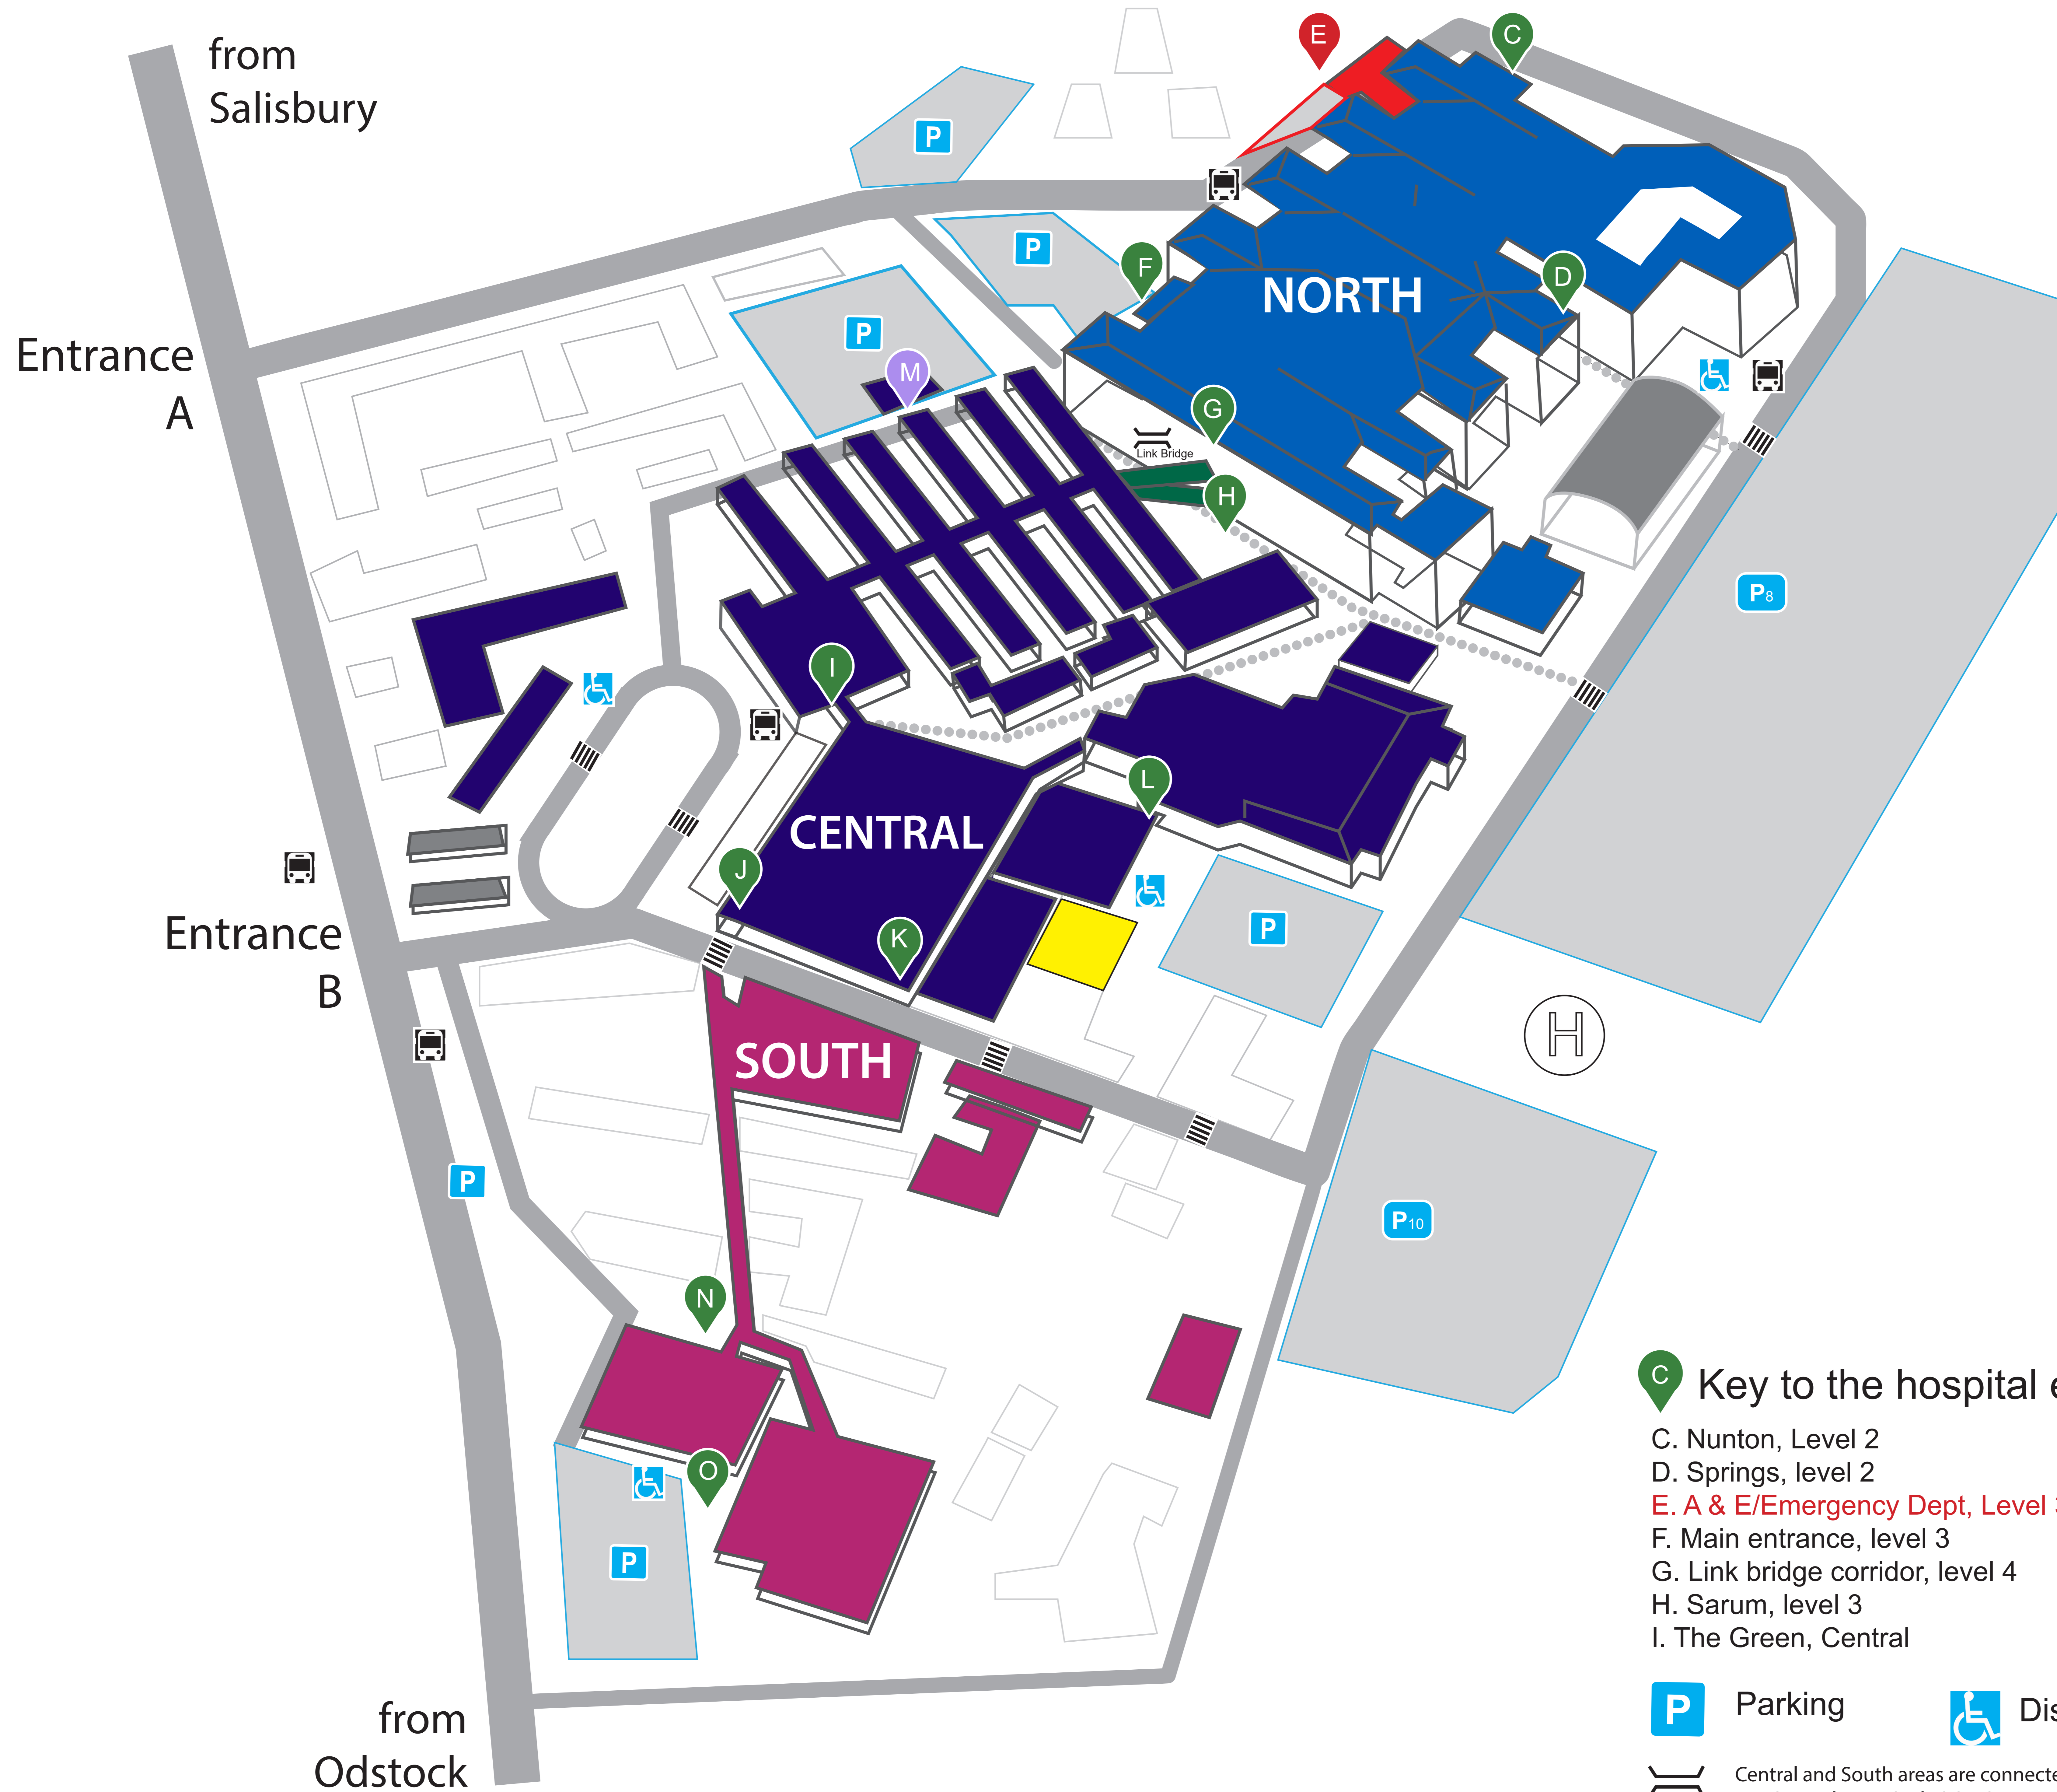 from
Salisbury
E
C
P
P
F
D
NORTH
Entrance
A
P
M
G
Link Bridge
H
P8
I
L
CENTRAL
J
Entrance
B
K
P
H
SOUTH
P
P10
N
O
P
from
Odstock
C
Key to the hospital
C. Nunton, Level 2
D. Springs, level 2
E. A & E/Emergency Dept, Level
F. Main entrance, level 3
G. Link bridge corridor, level 4
H. Sarum, level 3
I. The Green, Central
P Parking
Central and South areas are